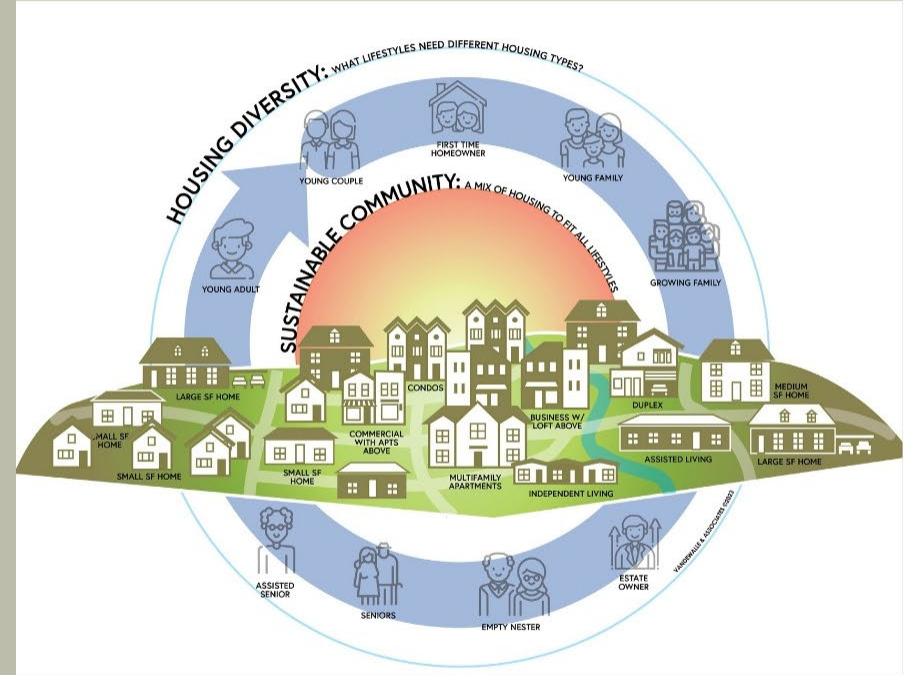 HOUSING DIVERSITY: WHAT LIFESTYLES NEED DIFFERENT HOUSING TYPES?
FIRST TIME
HOMEOWNER
YOUNG COUPLE
YOUNG FAMILY
SUSTAINABLE COMMUNITY: A MIX OF HOUSING TO FIT ALL LIFESTYLES
YOUNG ADULT
GROWING FAMILY
LARGE SF HOME
CONDOS
MEDIUM
SF HOME
DUPLEX
BUSINESS W/
LOFT ABOVE
COMMERCIAL
WITH APTS
ABOVE
SF
HOME
SMALL SF HOME
SMALL SF
HOME
MULTIFAMILY
APARTMENTS
INDEPENDENT LIVING
ASSISTED LIVING
LARGE SF HOME
VANDEWALLE & ASSOCIATES ©2023
ASSISTED
SENIOR
SENIORS
EMPTY NESTER
ESTATE
OWNER